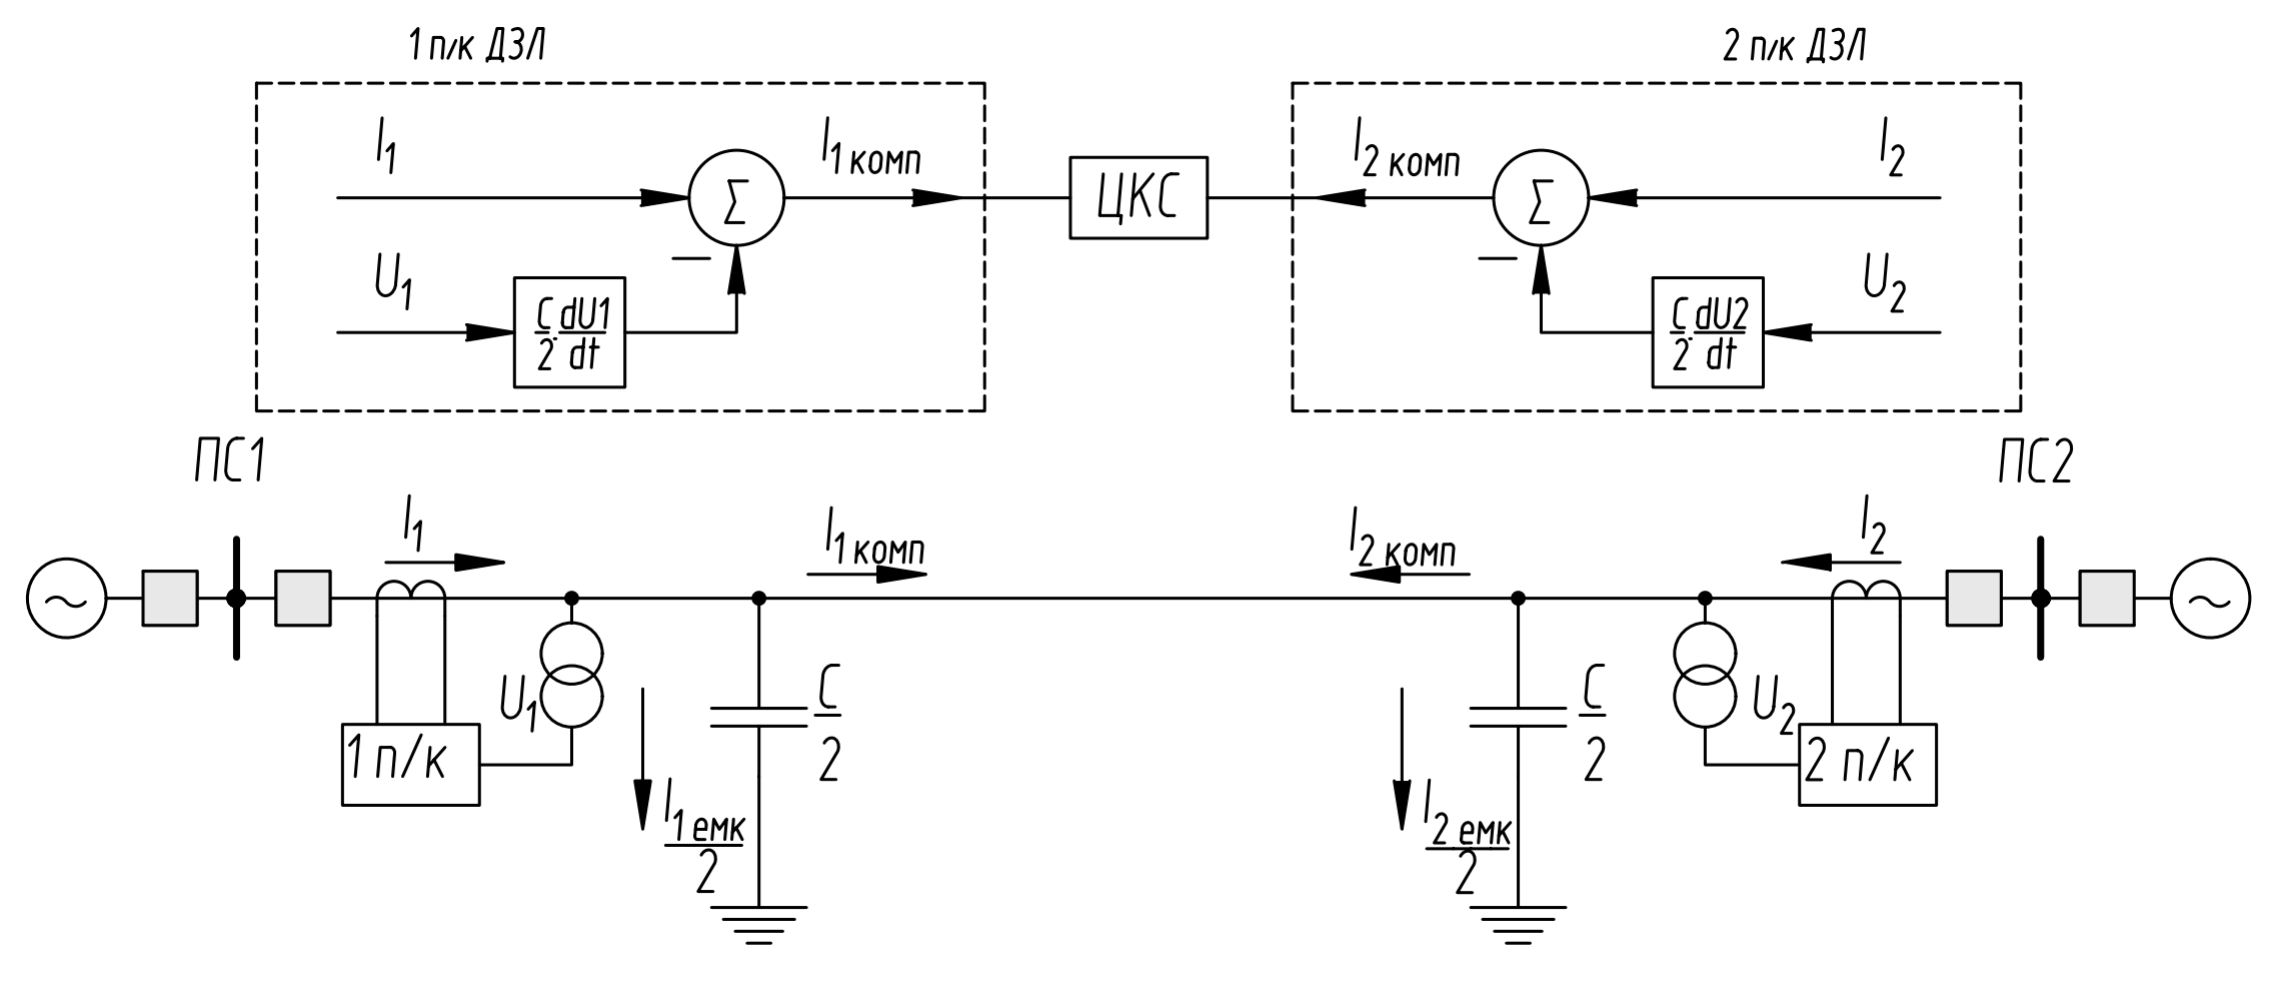 1 п/к ДЗЛ
2 п/к ДЗЛ
I1
I1 комп
ЦКС
I2 комп
I2
Σ
Σ
U1
C/2 · dU1/dt
–
–
C/2 · dU2/dt
U2
ПС1
ПС2
I1
I1 комп
I2 комп
I2
~
~
U1
C/2
C/2
U2
1 п/к
2 п/к
I1 емк/2
I2 емк/2